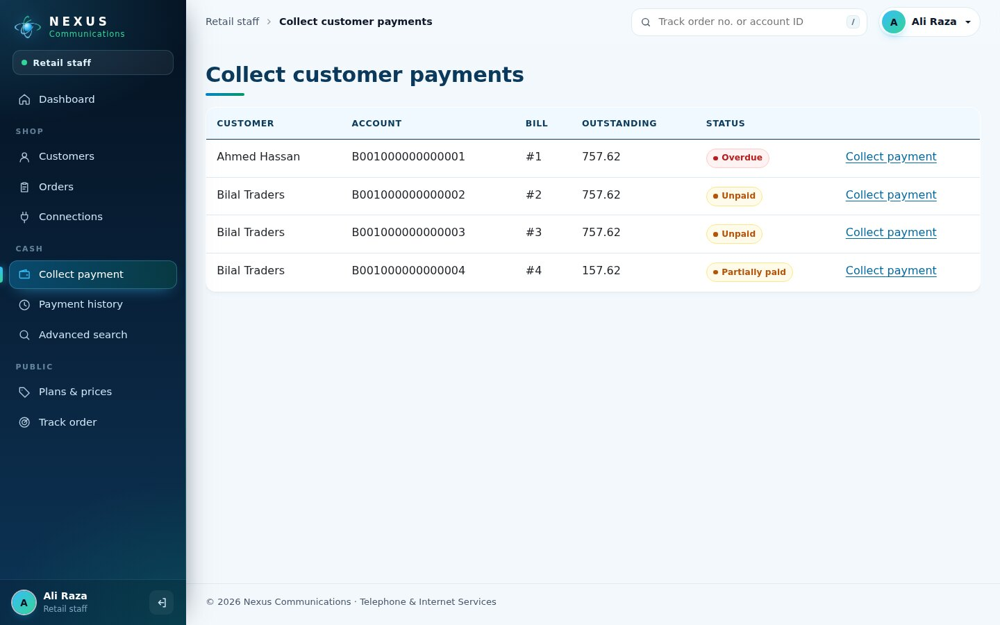 NEXUS
Communications
Retail staff
Dashboard
SHOP
Customers
Orders
Connections
CASH
Collect payment
Payment history
Advanced search
PUBLIC
Plans & prices
Track order
A Ali Raza
Retail staff
Retail staff > Collect customer payments
Track order no. or account ID /
A Ali Raza
Collect customer payments
CUSTOMER ACCOUNT BILL OUTSTANDING STATUS
Ahmed Hassan B001000000000001 #1 757.62 Overdue Collect payment
Bilal Traders B001000000000002 #2 757.62 Unpaid Collect payment
Bilal Traders B001000000000003 #3 757.62 Unpaid Collect payment
Bilal Traders B001000000000004 #4 157.62 Partially paid Collect payment
© 2026 Nexus Communications · Telephone & Internet Services